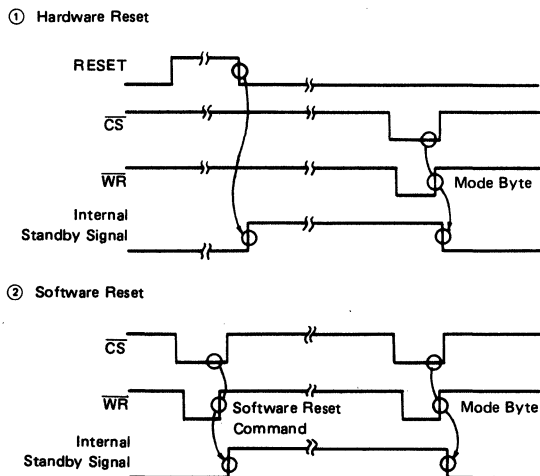 ① Hardware Reset
RESET
CS
WR
Mode Byte
Internal
Standby Signal
② Software Reset
CS
WR
Software Reset
Command
Mode Byte
Internal
Standby Signal